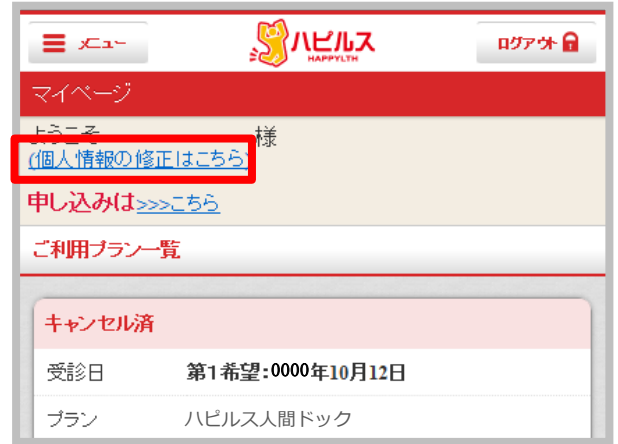 メニュー
ハピルス
HAPPYLTH
ログアウト
マイページ
ようこそ 様
(個人情報の修正はこちら)
申し込みは>>>こちら
ご利用プラン一覧
キャンセル済
受診日 第1希望:0000年10月12日
プラン ハピルス人間ドック